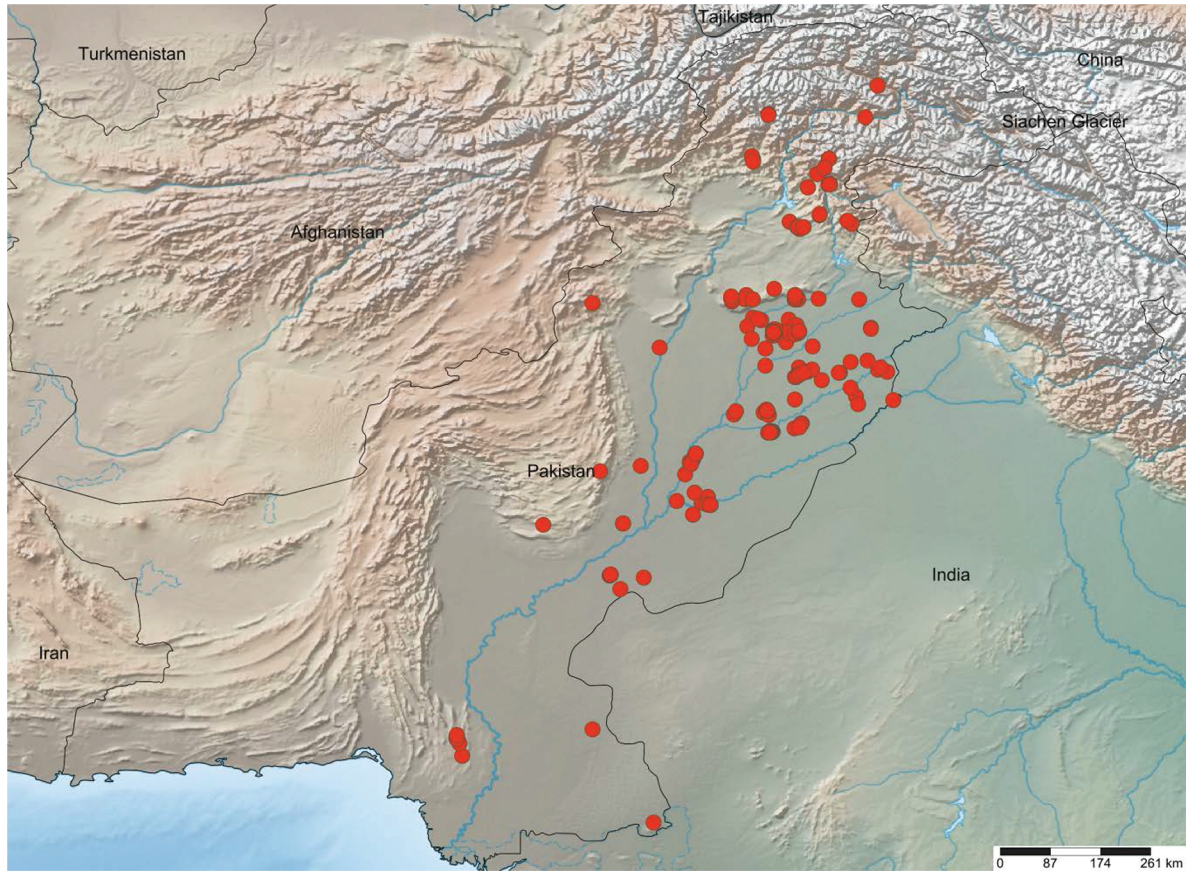 Tajikistan
Turkmenistan
China
Siachen Glacier
Afghanistan
Pakistan
India
Iran
0 87 174 261 km